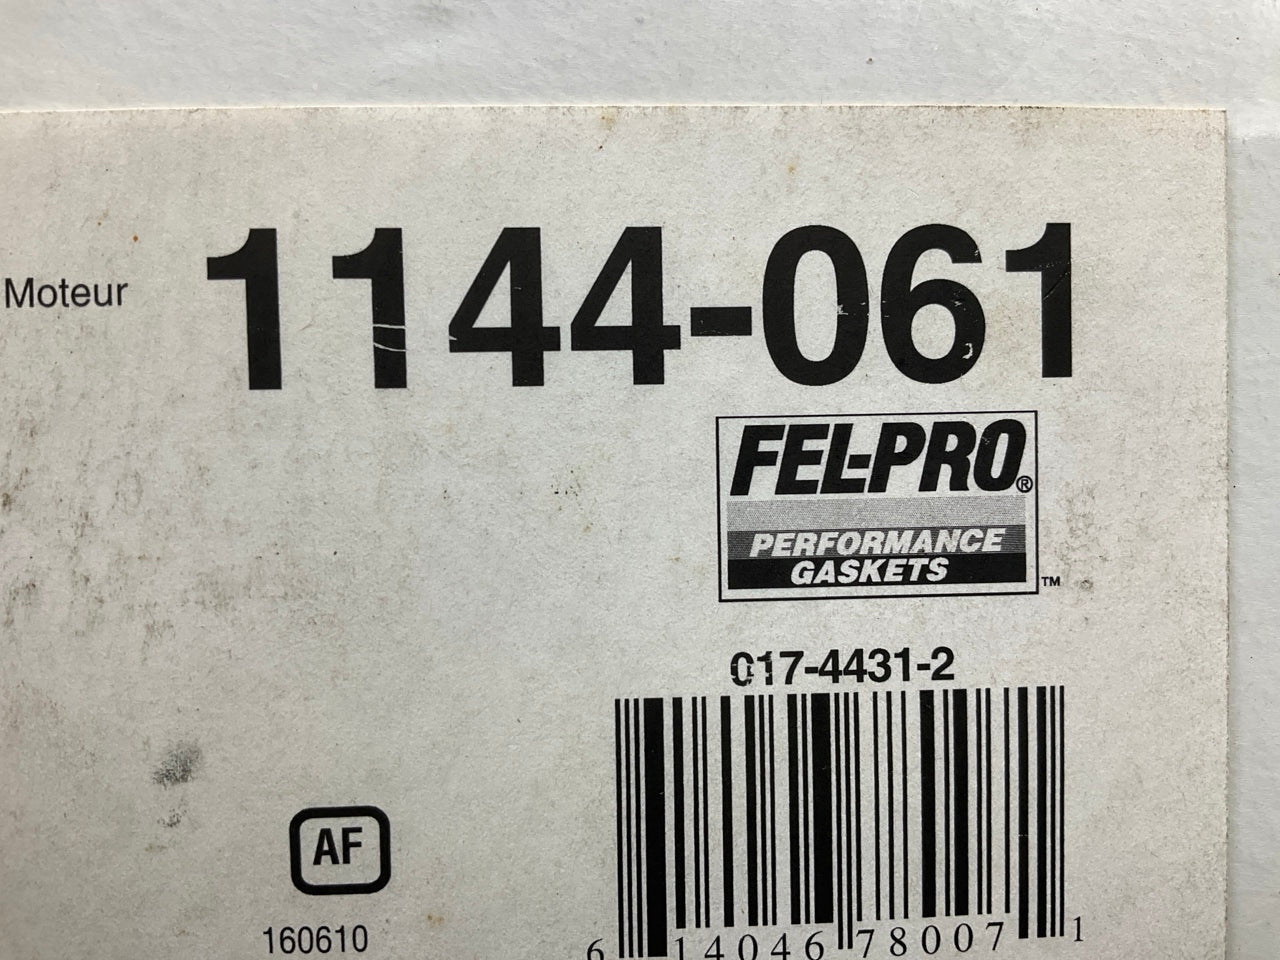 Moteur
1144-061
FEL-PRO®
PERFORMANCE
GASKETS
™
017-4431-2
AF
160610
6 14046 78007 1